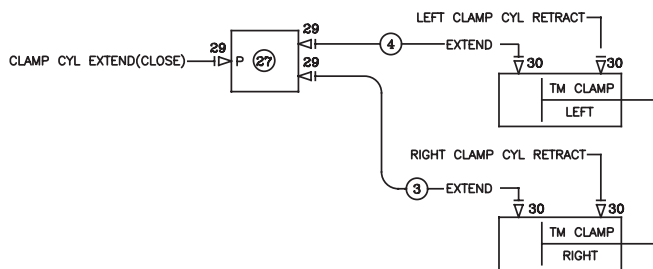 LEFT CLAMP CYL RETRACT
29
4
EXTEND
CLAMP CYL EXTEND(CLOSE)
29
P
27
29
30
30
TM CLAMP
LEFT
RIGHT CLAMP CYL RETRACT
3
EXTEND
30
30
TM CLAMP
RIGHT